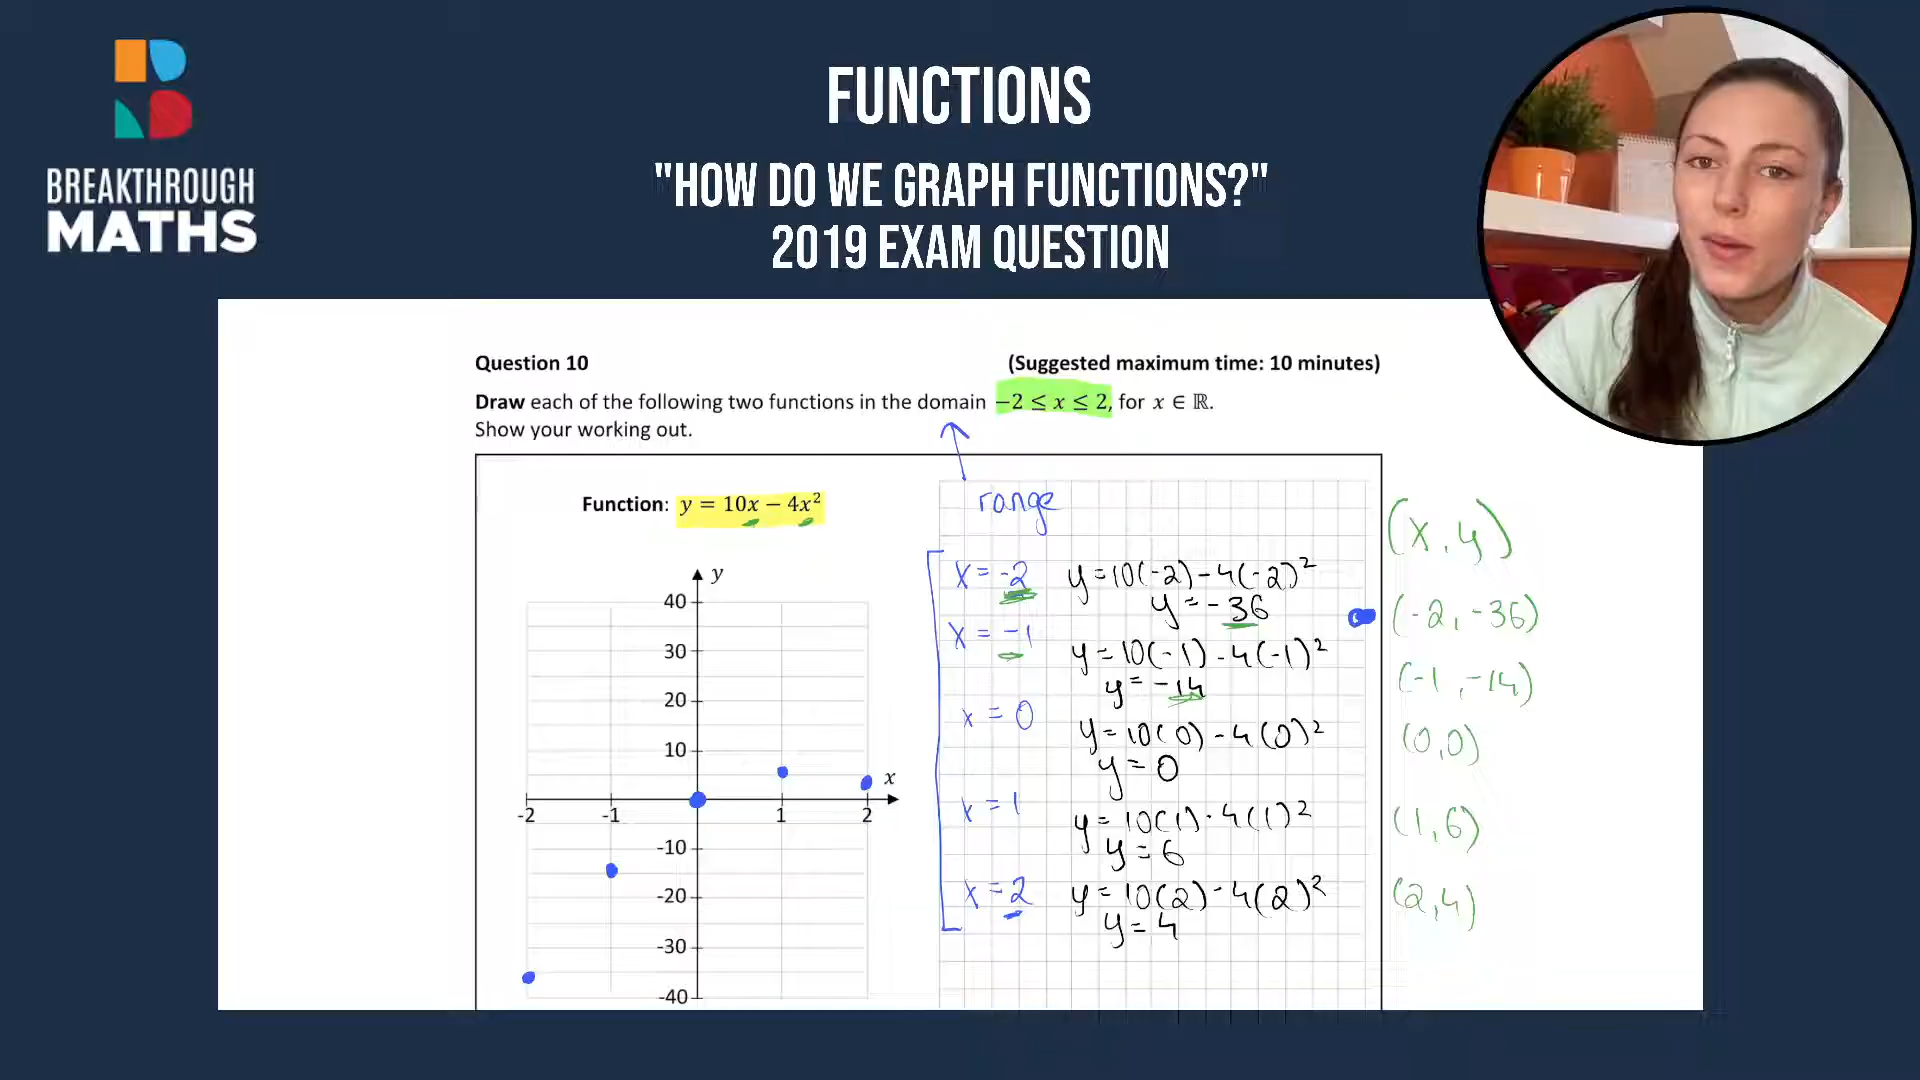 BREAKTHROUGH
MATHS
FUNCTIONS
"HOW DO WE GRAPH FUNCTIONS?"
2019 EXAM QUESTION
Question 10
(Suggested maximum time: 10 minutes)
Draw each of the following two functions in the domain −2 ≤ x ≤ 2, for x ∈ ℝ.
Show your working out.
Function: y = 10x − 4x²
range
y
40
30
20
10
x
-2
-1
1
2
-10
-20
-30
-40
x = -2
y = 10(-2) - 4(-2)²
y = -36
x = -1
y = 10(-1) - 4(-1)²
y = -14
x = 0
y = 10(0) - 4(0)²
y = 0
x = 1
y = 10(1) - 4(1)²
y = 6
x = 2
y = 10(2) - 4(2)²
y = 4
(x, y)
(-2, -36)
(-1, -14)
(0,0)
(1,6)
(2,4)